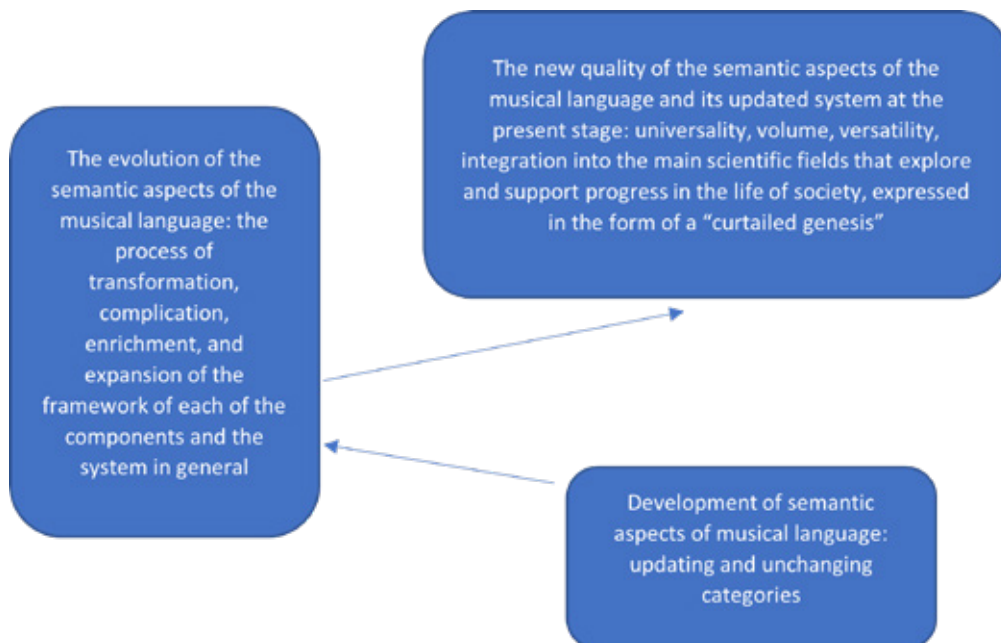 The evolution of the
semantic aspects of the
musical language: the
process of
transformation,
complication,
enrichment, and
expansion of the
framework of each of the
components and the
system in general
The new quality of the semantic aspects of the
musical language and its updated system at the
present stage: universality, volume, versatility,
integration into the main scientific fields that explore
and support progress in the life of society, expressed
in the form of a “curtailed genesis”
Development of semantic
aspects of musical language:
updating and unchanging
categories